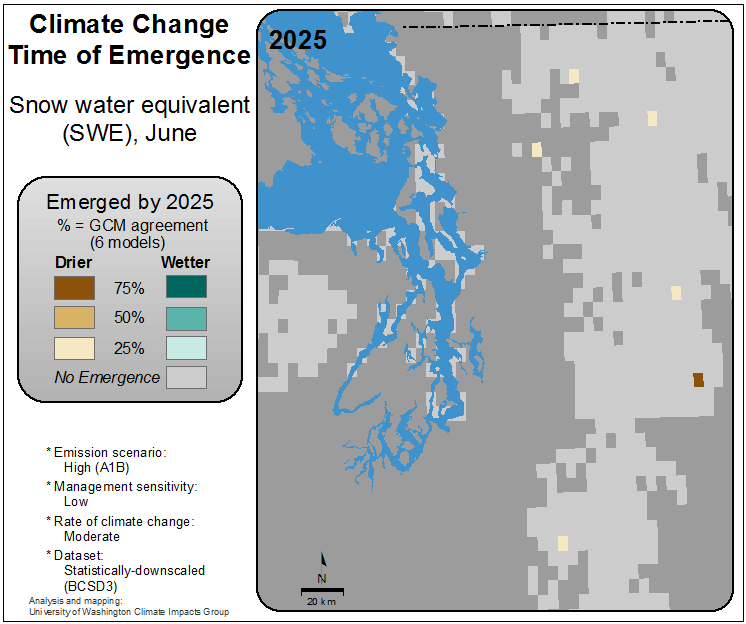 Climate Change
Time of Emergence
Snow water equivalent
(SWE), June
Emerged by 2025
% = GCM agreement
(6 models)
Drier Wetter
75%
50%
25%
No Emergence
* Emission scenario:
High (A1B)
* Management sensitivity:
Low
* Rate of climate change:
Moderate
* Dataset:
Statistically-downscaled
(BCSD3)
Analysis and mapping:
University of Washington Climate Impacts Group
2025
N
20 km